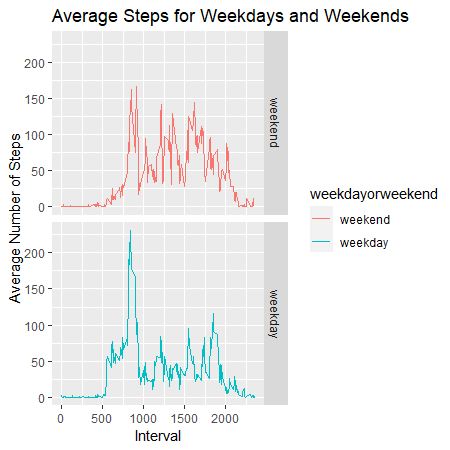 Average Steps for Weekdays and Weekends
Average Number of Steps
200
150
100
50
0
weekend
200
150
100
50
0
weekday
0 500 1000 1500 2000
Interval
weekdayorweekend
weekend
weekday